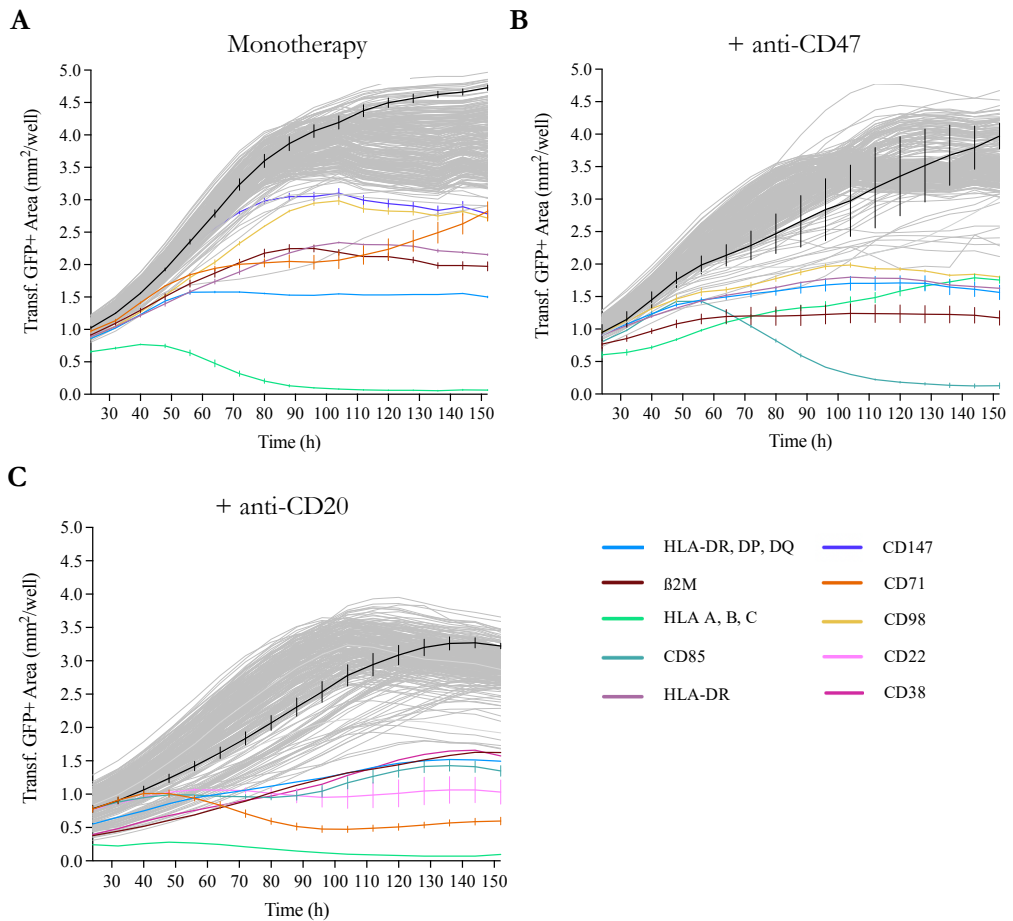 A
Monotherapy
Transf. GFP+ Area (mm²/well)
5.0
4.5
4.0
3.5
3.0
2.5
2.0
1.5
1.0
0.5
0.0
30 40 50 60 70 80 90 100 110 120 130 140 150
Time (h)
B
+ anti-CD47
Transf. GFP+ Area (mm²/well)
5.0
4.5
4.0
3.5
3.0
2.5
2.0
1.5
1.0
0.5
0.0
30 40 50 60 70 80 90 100 110 120 130 140 150
Time (h)
C
+ anti-CD20
Transf. GFP+ Area (mm²/well)
5.0
4.5
4.0
3.5
3.0
2.5
2.0
1.5
1.0
0.5
0.0
30 40 50 60 70 80 90 100 110 120 130 140 150
Time (h)
HLA-DR, DP, DQ
ß2M
HLA A, B, C
CD85
HLA-DR
CD147
CD71
CD98
CD22
CD38